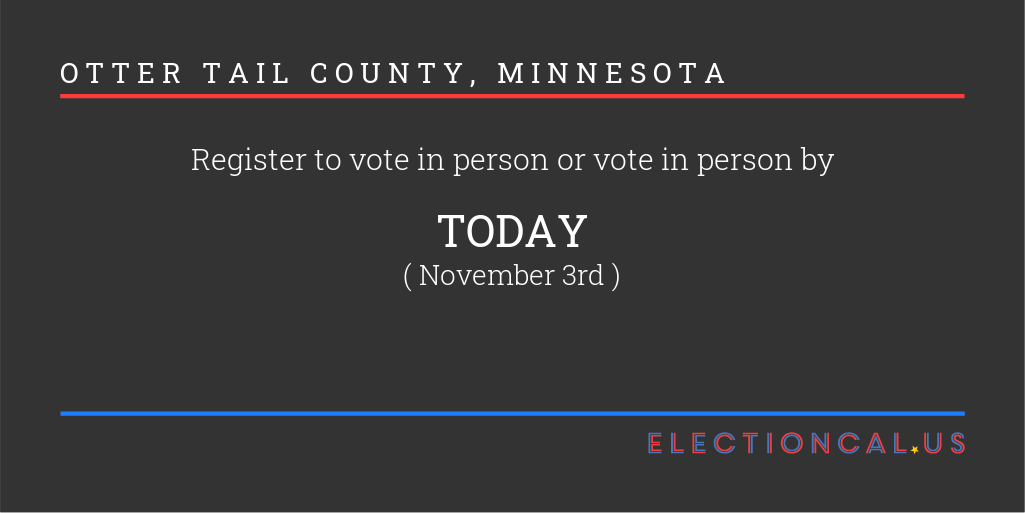 OTTER TAIL COUNTY, MINNESOTA
Register to vote in person or vote in person by
TODAY
( November 3rd )
ELECTIONCAL.US